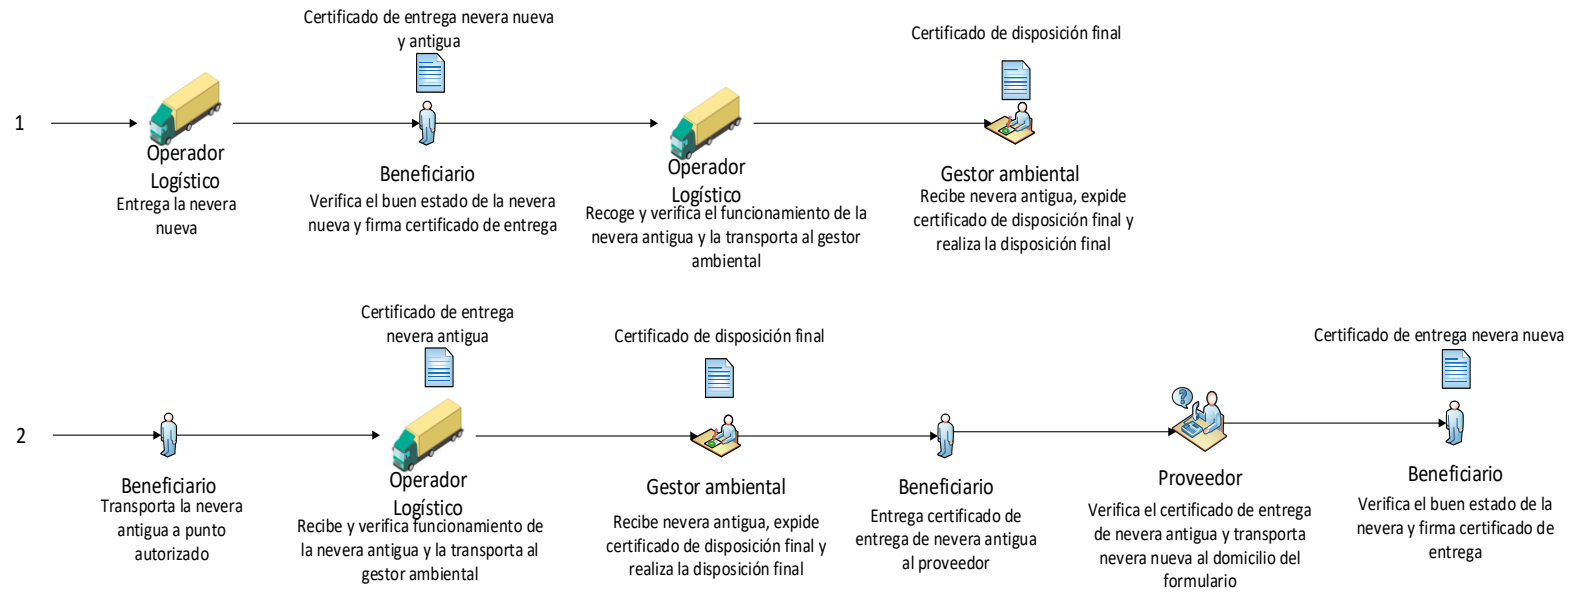 1
Certificado de entrega nevera nueva
y antigua
Certificado de disposición final
Operador
Logístico
Entrega la nevera
nueva
Beneficiario
Verifica el buen estado de la nevera
nueva y firma certificado de entrega
Operador
Logístico
Recoge y verifica el funcionamiento de la
nevera antigua y la transporta al gestor
ambiental
Gestor ambiental
Recibe nevera antigua, expide
certificado de disposición final y
realiza la disposición final
2
Certificado de entrega
nevera antigua
Certificado de disposición final
Certificado de entrega nevera nueva
?
Beneficiario
Transporta la nevera
antigua a punto
autorizado
Operador
Logístico
Recibe y verifica funcionamiento de
la nevera antigua y la transporta al
gestor ambiental
Gestor ambiental
Recibe nevera antigua, expide
certificado de disposición final y
realiza la disposición final
Beneficiario
Entrega certificado de
entrega de nevera antigua
al proveedor
Proveedor
Verifica el certificado de entrega
de nevera antigua y transporta
nevera nueva al domicilio del
formulario
Beneficiario
Verifica el buen estado de la
nevera y firma certificado de
entrega